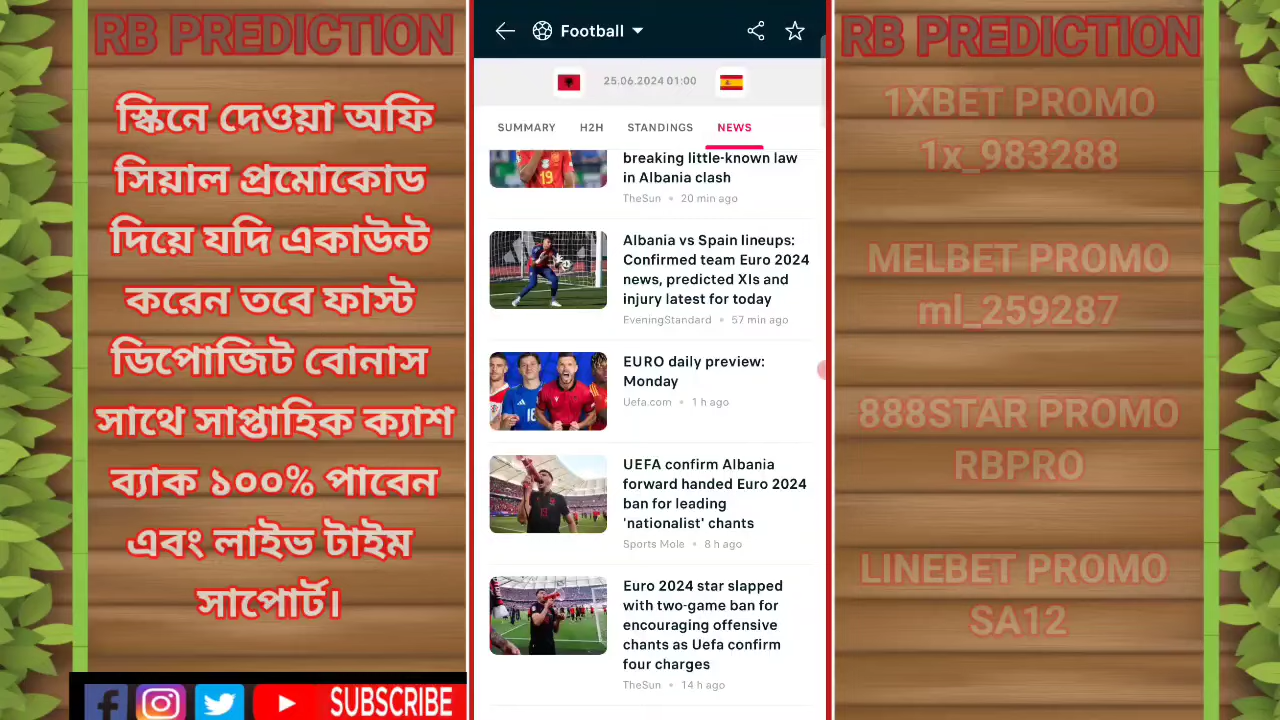 RB PREDICTION
স্কিনে দেওয়া অফি
সিয়াল প্রমোকোড
দিয়ে যদি একাউন্ট
করেন তবে ফাস্ট
ডিপোজিট বোনাস
সাথে সাপ্তাহিক ক্যাশ
ব্যাক ১০০% পাবেন
এবং লাইভ টাইম
সাপোর্ট।
SUBSCRIBE
Football
25.06.2024 01:00
SUMMARY H2H STANDINGS NEWS
19
breaking little-known law
in Albania clash
TheSun • 20 min ago
Albania vs Spain lineups:
Confirmed team Euro 2024
news, predicted XIs and
injury latest for today
EveningStandard • 57 min ago
EURO daily preview:
Monday
Uefa.com • 1 h ago
UEFA confirm Albania
forward handed Euro 2024
ban for leading
'nationalist' chants
Sports Mole • 8 h ago
Euro 2024 star slapped
with two-game ban for
encouraging offensive
chants as Uefa confirm
four charges
TheSun • 14 h ago
RB PREDICTION
1XBET PROMO
1x_983288
MELBET PROMO
ml_259287
888STAR PROMO
RBPRO
LINEBET PROMO
SA12